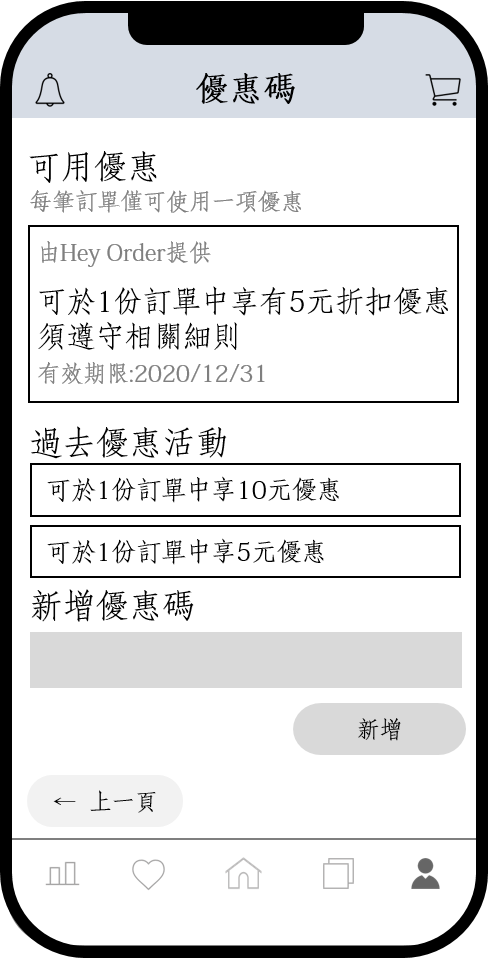 優惠碼
可用優惠
每筆訂單僅可使用一項優惠
由Hey Order提供
可於1份訂單中享有5元折扣優惠
須遵守相關細則
有效期限:2020/12/31
過去優惠活動
可於1份訂單中享10元優惠
可於1份訂單中享5元優惠
新增優惠碼
新增
← 上一頁